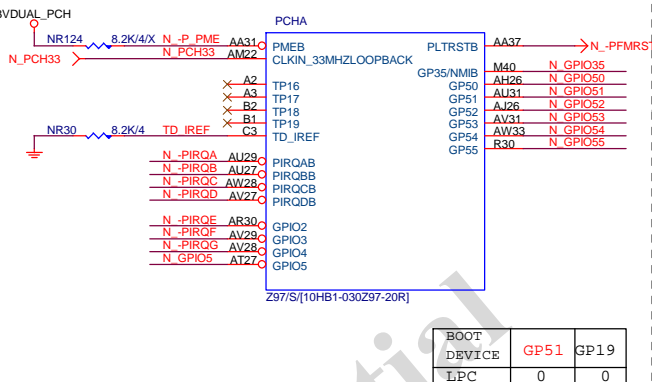 3VDUAL_PCH
PCHA
NR124 8.2K/4/X N_-P_PME AA31 PMEB PLTRSTB AA37 N_-PFMRST
N_PCH33 N_PCH33 AM22 CLKIN_33MHZLOOPBACK
GP35/NMIB M40 N_GPIO35
A2 TP16 GP50 AH26 N_GPIO50
A3 TP17 GP51 AU31 N_GPIO51
B2 TP18 GP52 AJ26 N_GPIO52
B1 TP19 GP53 AV31 N_GPIO53
NR30 8.2K/4 TD_IREF C3 TD_IREF GP54 AW33 N_GPIO54
GP55 R30 N_GPIO55
N_-PIRQA AU29 PIRQAB
N_-PIRQB AU27 PIRQBB
N_-PIRQC AW28 PIRQCB
N_-PIRQD AV27 PIRQDB
N_-PIRQE AR30 GPIO2
N_-PIRQF AV29 GPIO3
N_-PIRQG AV28 GPIO4
N_GPIO5 AT27 GPIO5
Z97/S/[10HB1-030Z97-20R]
BOOT
DEVICE GP51 GP19
LPC 0 0